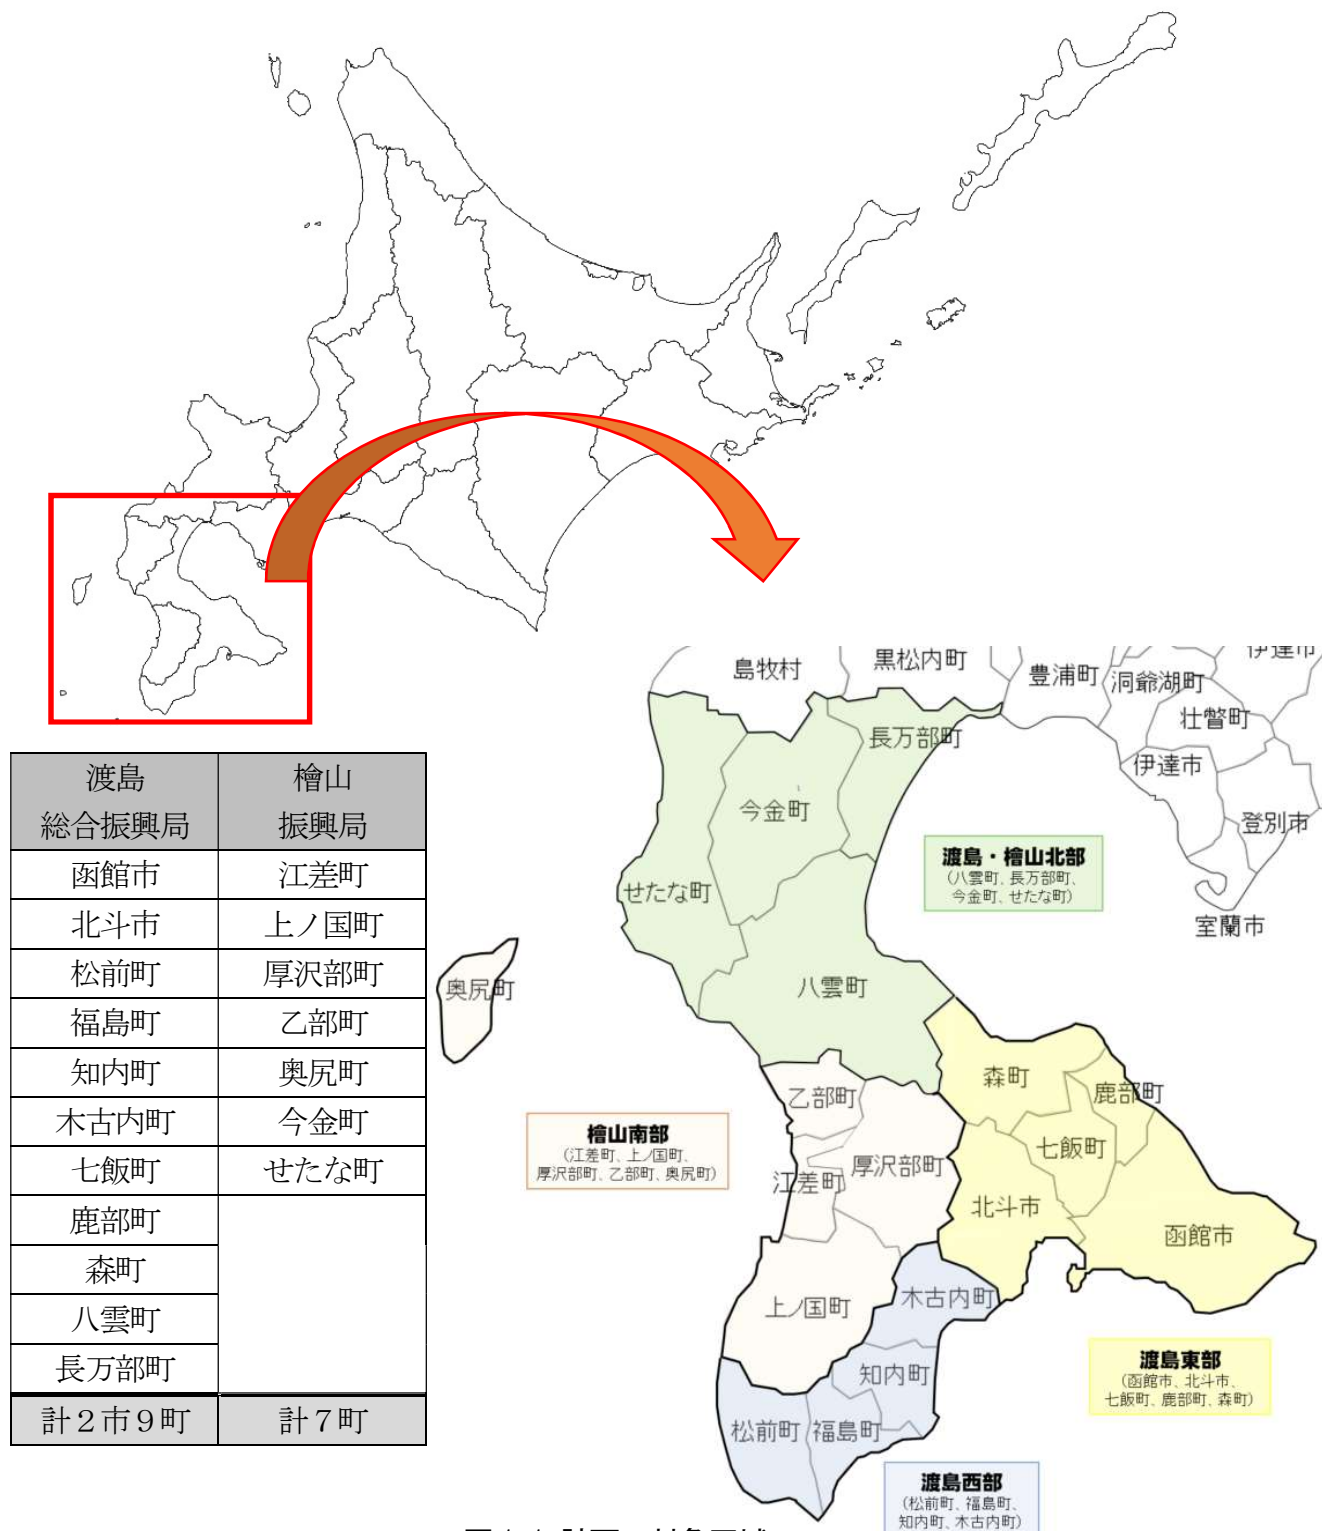 島牧村
黒松内町
豊浦町
洞爺湖町
伊達市
壮瞥町
長万部町
伊達市
今金町
登別市
渡島・檜山北部
(八雲町、長万部町、
今金町、せたな町)
せたな町
室蘭市
八雲町
奥尻町
森町
鹿部町
乙部町
七飯町
檜山南部
(江差町、上ノ国町、
厚沢部町、乙部町、奥尻町)
江差町
厚沢部町
北斗市
函館市
上ノ国町
木古内町
知内町
渡島東部
(函館市、北斗市、
七飯町、鹿部町、森町)
松前町
福島町
渡島西部
(松前町、福島町、
知内町、木古内町)
渡島 檜山
総合振興局 振興局
函館市 江差町
北斗市 上ノ国町
松前町 厚沢部町
福島町 乙部町
知内町 奥尻町
木古内町 今金町
七飯町 せたな町
鹿部町
森町
八雲町
長万部町
計2市9町 計7町